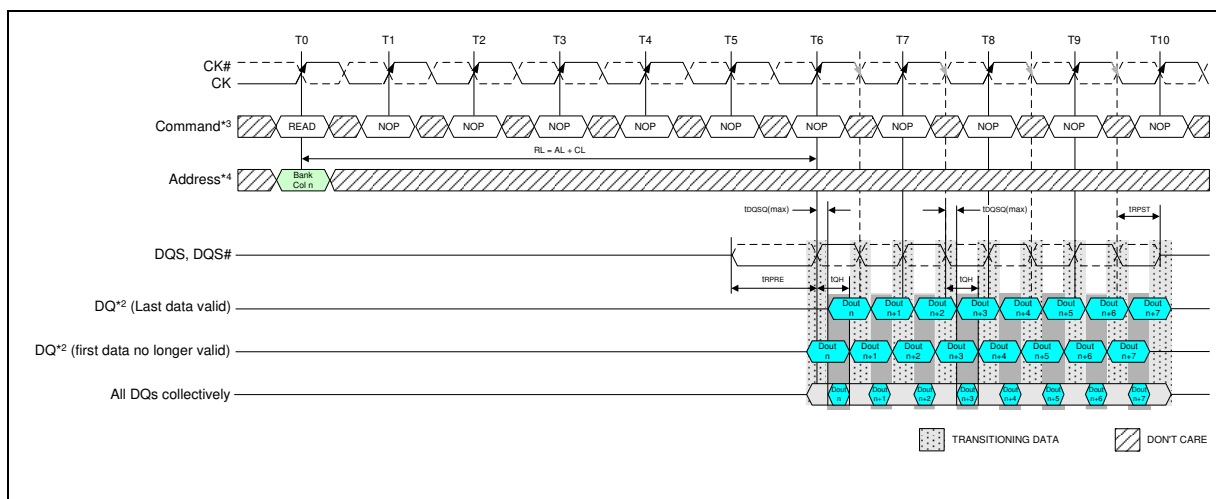 T0 T1 T2 T3 T4 T5 T6 T7 T8 T9 T10
CK#
CK
Command*3 READ NOP NOP NOP NOP NOP NOP NOP NOP NOP NOP
RL = AL + CL
Address*4 Bank
Col n
tDQSQ(max) tDQSQ(max) tRPST
DQS, DQS#
tRPRE tQH tQH
DQ*2 (Last data valid) Dout n Dout n+1 Dout n+2 Dout n+3 Dout n+4 Dout n+5 Dout n+6 Dout n+7
DQ*2 (first data no longer valid) Dout n Dout n+1 Dout n+2 Dout n+3 Dout n+4 Dout n+5 Dout n+6 Dout n+7
All DQs collectively Dout n Dout n+1 Dout n+2 Dout n+3 Dout n+4 Dout n+5 Dout n+6 Dout n+7
TRANSITIONING DATA DON'T CARE